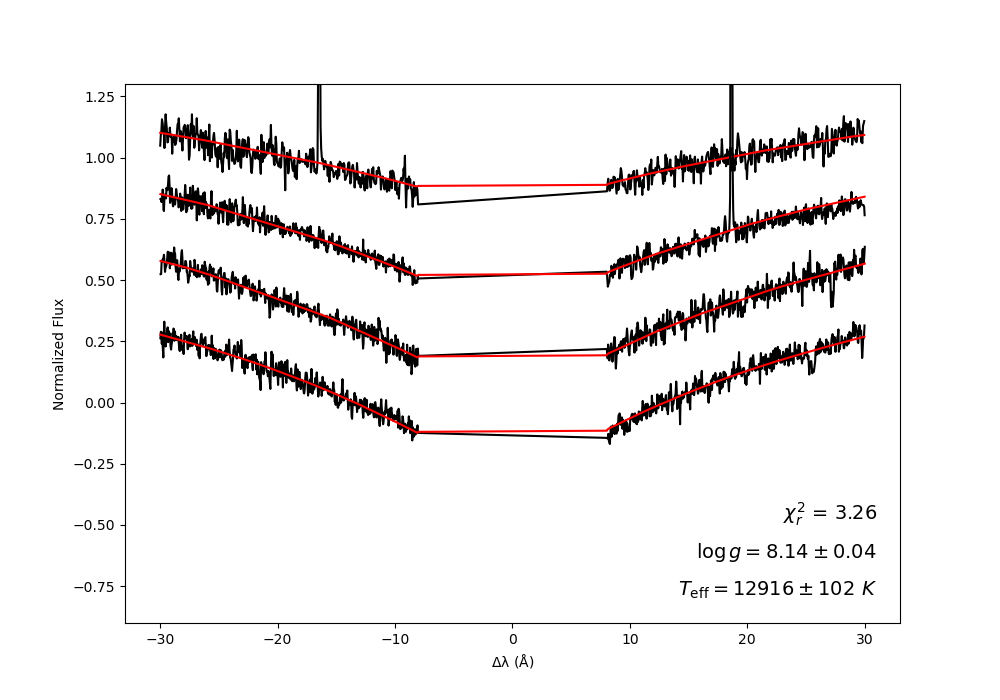 1.25
1.00
0.75
0.50
0.25
0.00
−0.25
−0.50
−0.75
Normalized Flux
χ²ᵣ = 3.26
log g = 8.14 ± 0.04
T_eff = 12916 ± 102 K
−30 −20 −10 0 10 20 30
Δλ (Å)